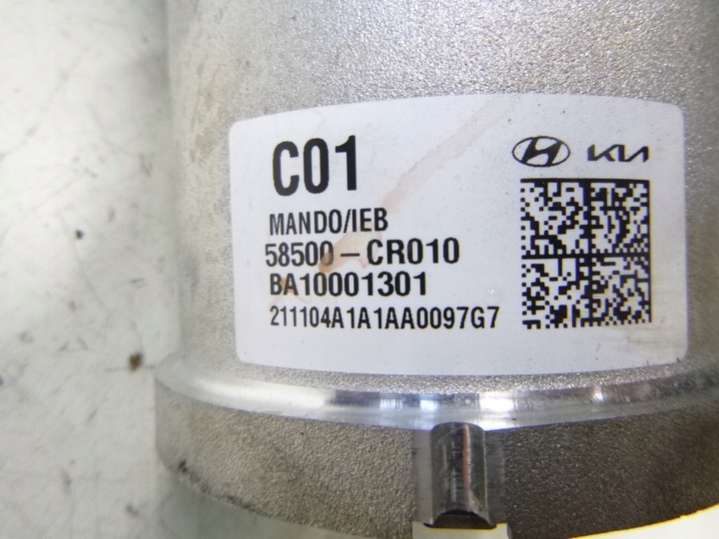 C01
KIA
MANDO/IEB
58500-CR010
BA10001301
211104A1A1AA0097G7